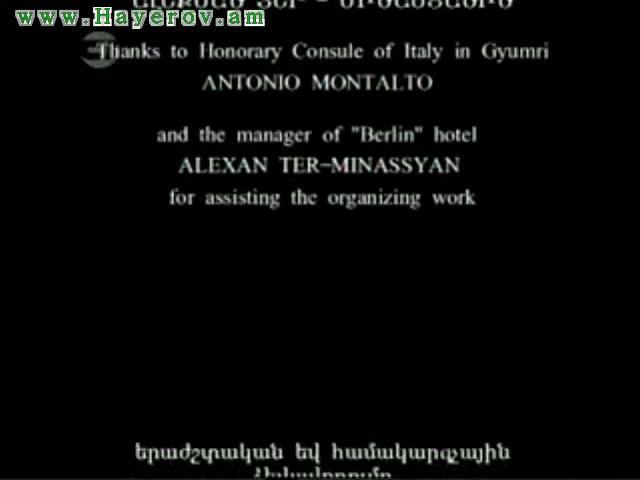 www.Hayerov.am
Thanks to Honorary Consule of Italy in Gyumri
ANTONIO MONTALTO
and the manager of "Berlin" hotel
ALEXAN TER-MINASSYAN
for assisting the organizing work
երաժշտական եվ համակարգչային